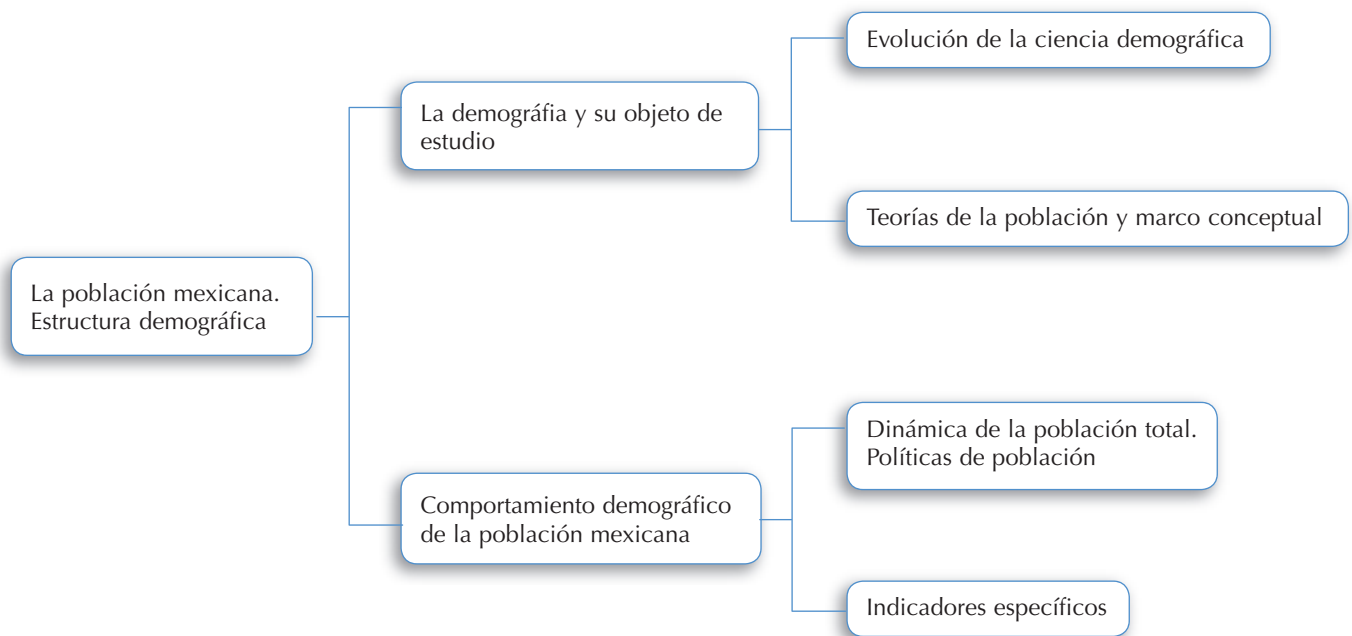 La población mexicana.
Estructura demográfica
La demográfia y su objeto de
estudio
Evolución de la ciencia demográfica
Teorías de la población y marco conceptual
Comportamiento demográfico
de la población mexicana
Dinámica de la población total.
Políticas de población
Indicadores específicos